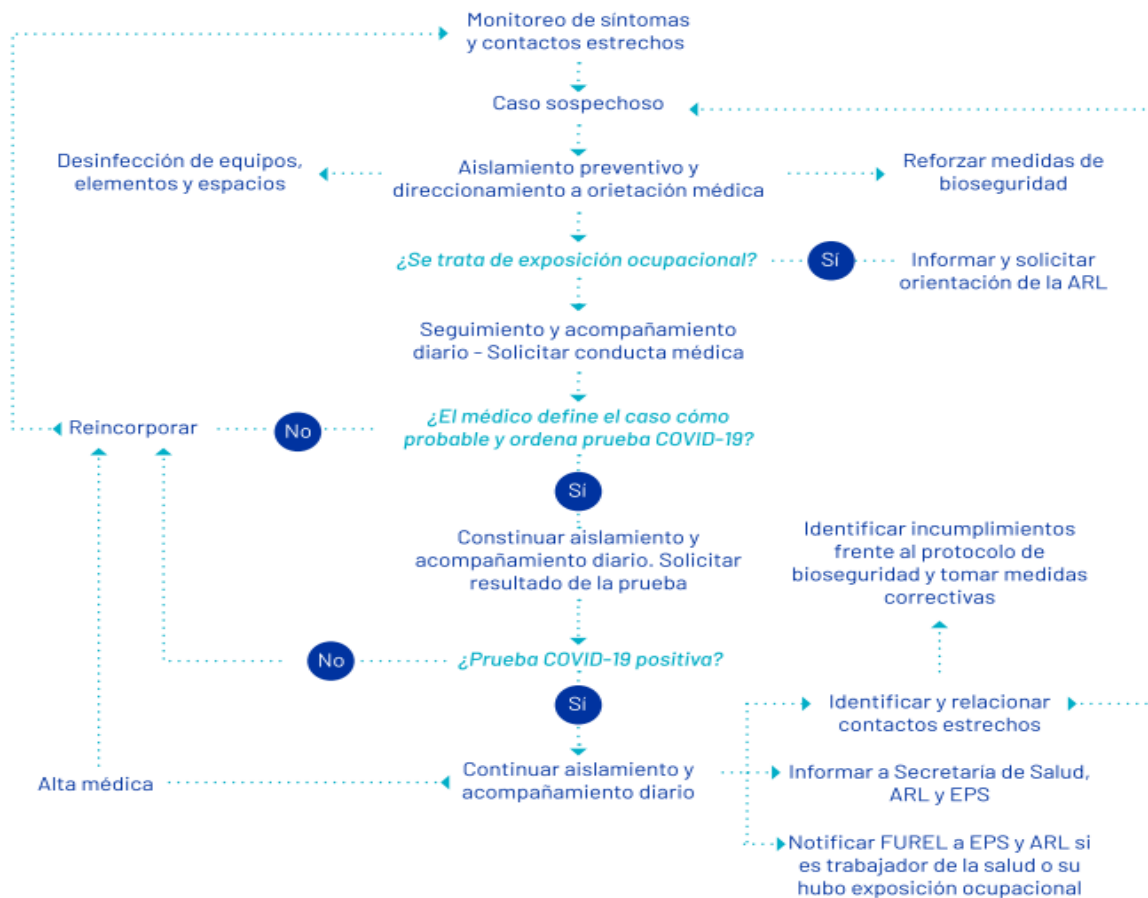 Monitoreo de síntomas
y contactos estrechos
Caso sospechoso
Desinfección de equipos,
elementos y espacios
Aislamiento preventivo y
direccionamiento a orietación médica
Reforzar medidas de
bioseguridad
¿Se trata de exposición ocupacional?
Sí
Informar y solicitar
orientación de la ARL
Seguimiento y acompañamiento
diario - Solicitar conducta médica
Reincorporar
No
¿El médico define el caso cómo
probable y ordena prueba COVID-19?
Sí
Constinuar aislamiento y
acompañamiento diario. Solicitar
resultado de la prueba
Identificar incumplimientos
frente al protocolo de
bioseguridad y tomar medidas
correctivas
No
¿Prueba COVID-19 positiva?
Sí
Identificar y relacionar
contactos estrechos
Alta médica
Continuar aislamiento y
acompañamiento diario
Informar a Secretaría de Salud,
ARL y EPS
Notificar FUREL a EPS y ARL si
es trabajador de la salud o su
hubo exposición ocupacional